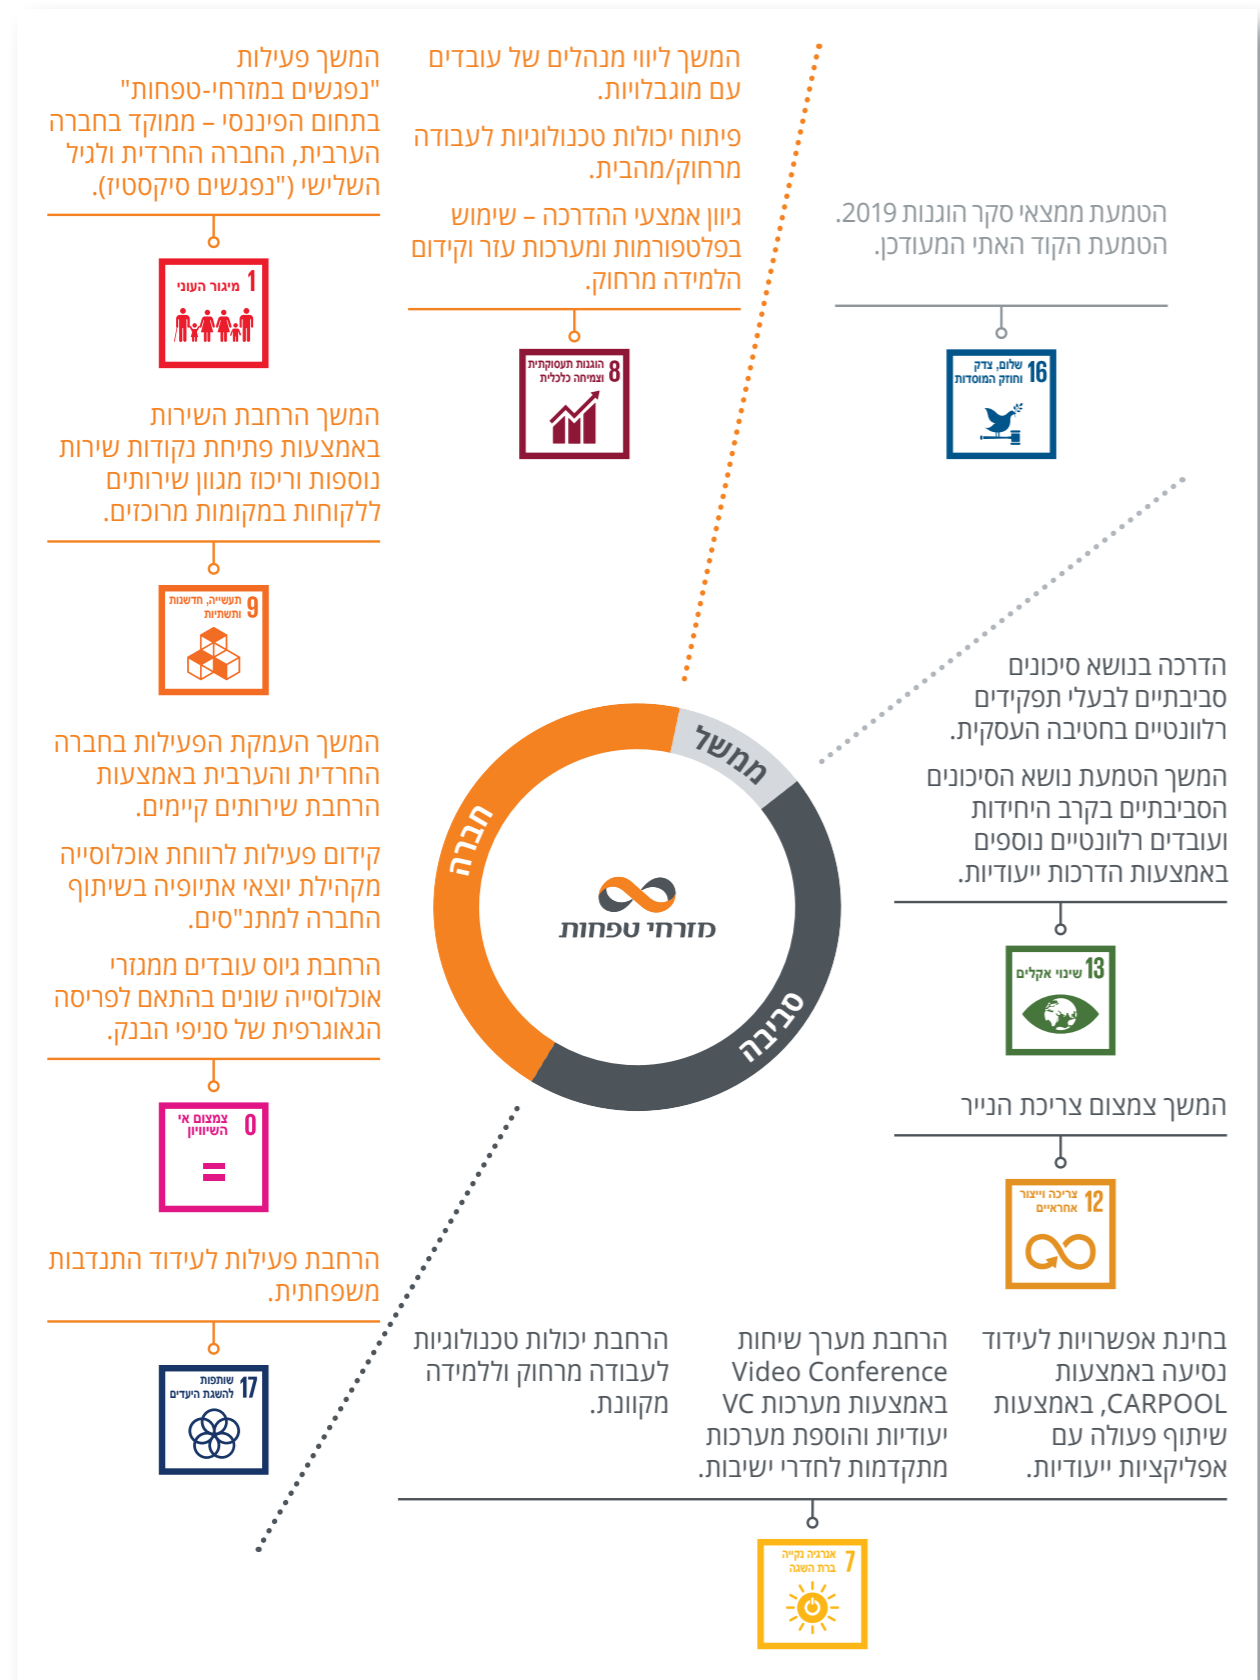 הטמעת ממצאי סקר הוגנות 2019.
הטמעת הקוד האתי המעודכן.
16 שלום, צדק
וחוזק המוסדות
המשך ליווי מנהלים של עובדים
עם מוגבלויות.
פיתוח יכולות טכנולוגיות לעבודה
מרחוק/מהבית.
גיוון אמצעי ההדרכה – שימוש
בפלטפורמות ומערכות עזר וקידום
הלמידה מרחוק.
8 הוגנות תעסוקתית
וצמיחה כלכלית
המשך פעילות
"נפגשים במזרחי-טפחות"
בתחום הפיננסי – ממוקד בחברה
הערבית, החברה החרדית ולגיל
השלישי ("נפגשים סיקסטיז).
1 מיגור העוני
המשך הרחבת השירות
באמצעות פתיחת נקודות שירות
נוספות וריכוז מגוון שירותים
ללקוחות במקומות מרוכזים.
9 תעשייה, חדשנות
ותשתיות
המשך העמקת הפעילות בחברה
החרדית והערבית באמצעות
הרחבת שירותים קיימים.
קידום פעילות לרווחת אוכלוסייה
מקהילת יוצאי אתיופיה בשיתוף
החברה למתנ"סים.
הרחבת גיוס עובדים ממגזרי
אוכלוסייה שונים בהתאם לפריסה
הגאוגרפית של סניפי הבנק.
0 צמצום אי
השיוויון
הרחבת פעילות לעידוד התנדבות
משפחתית.
17 שותפות
להשגת היעדים
ממשל
חברה
סביבה
מזרחי טפחות
הדרכה בנושא סיכונים
סביבתיים לבעלי תפקידים
רלוונטיים בחטיבה העסקית.
המשך הטמעת נושא הסיכונים
הסביבתיים בקרב היחידות
ועובדים רלוונטיים נוספים
באמצעות הדרכות ייעודיות.
13 שינוי אקלים
המשך צמצום צריכת הנייר
12 צריכה וייצור
אחראיים
בחינת אפשרויות לעידוד
נסיעה באמצעות
CARPOOL, באמצעות
שיתוף פעולה עם
אפליקציות ייעודיות.
הרחבת מערך שיחות
Video Conference
באמצעות מערכות VC
יעודיות והוספת מערכות
מתקדמות לחדרי ישיבות.
הרחבת יכולות טכנולוגיות
לעבודה מרחוק וללמידה
מקוונת.
7 אנרגיה נקייה
ברת השגה